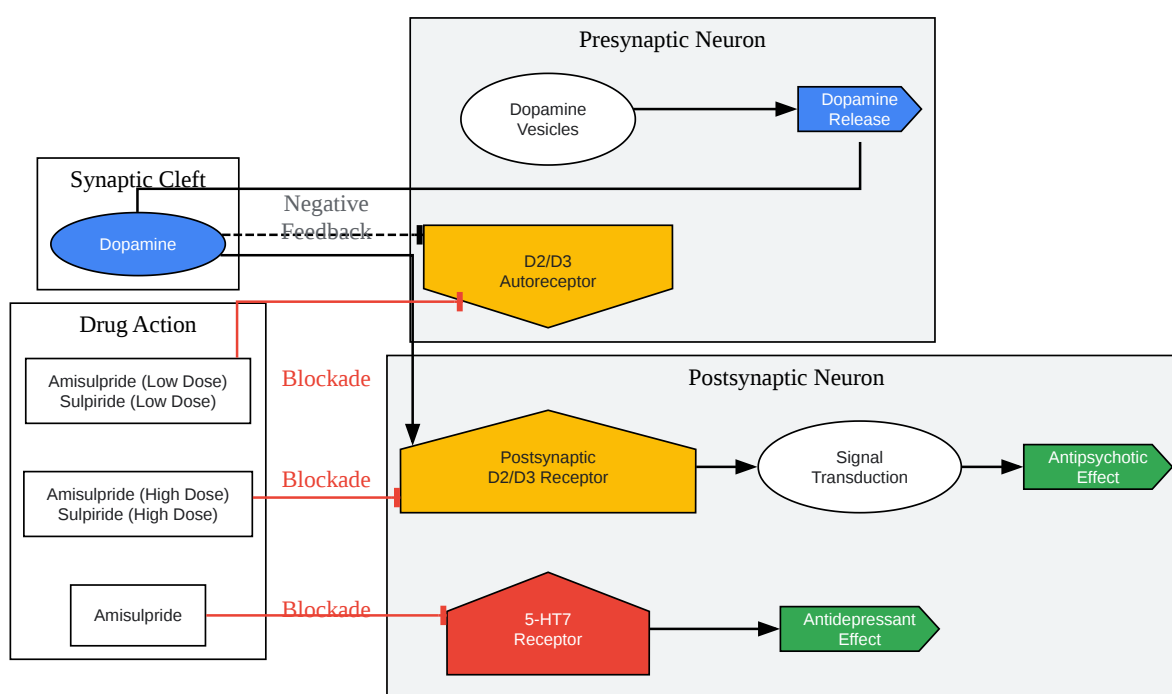 Presynaptic Neuron
Dopamine
Vesicles
Dopamine
Release
Synaptic Cleft
Dopamine
Negative
Feedback
D2/D3
Autoreceptor
Drug Action
Amisulpride (Low Dose)
Sulpiride (Low Dose)
Blockade
Postsynaptic Neuron
Amisulpride (High Dose)
Sulpiride (High Dose)
Blockade
Postsynaptic
D2/D3 Receptor
Signal
Transduction
Antipsychotic
Effect
Amisulpride
Blockade
5-HT7
Receptor
Antidepressant
Effect